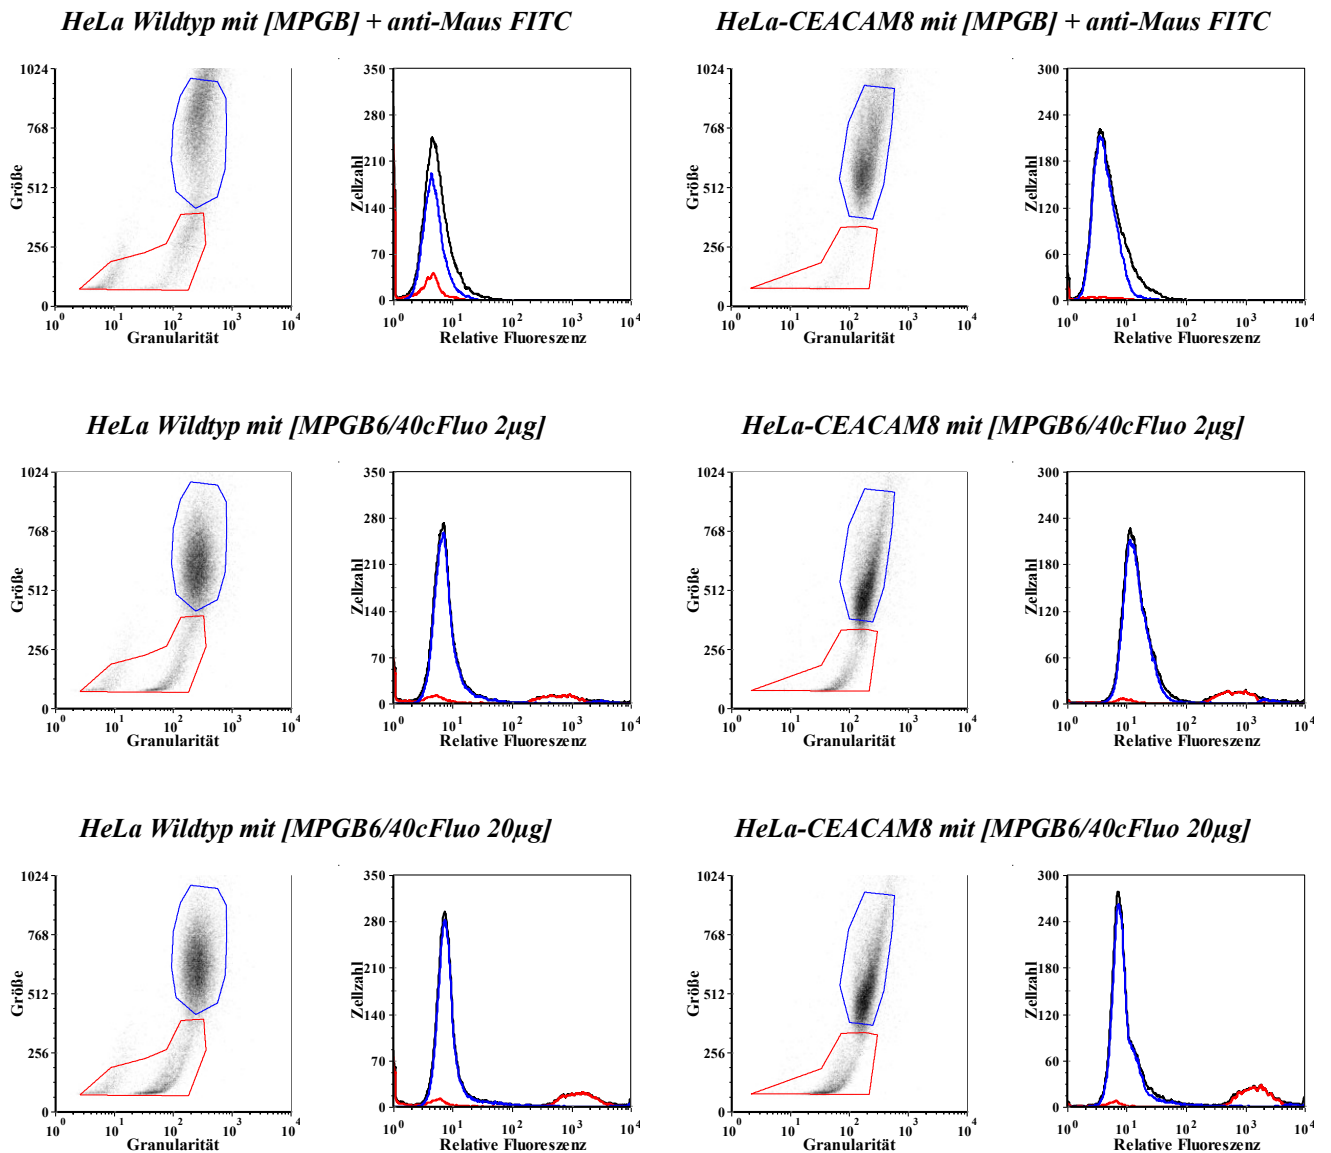 HeLa Wildtyp mit [MPGB] + anti-Maus FITC
HeLa-CEACAM8 mit [MPGB] + anti-Maus FITC
1024
768
512
256
0
Größe
10^0 10^1 10^2 10^3 10^4
Granularität
350
280
210
140
70
0
Zellzahl
10^0 10^1 10^2 10^3 10^4
Relative Fluoreszenz
1024
768
512
256
0
Größe
10^0 10^1 10^2 10^3 10^4
Granularität
300
240
180
120
60
0
Zellzahl
10^0 10^1 10^2 10^3 10^4
Relative Fluoreszenz
HeLa Wildtyp mit [MPGB6/40cFluo 2µg]
HeLa-CEACAM8 mit [MPGB6/40cFluo 2µg]
1024
768
512
256
0
Größe
10^0 10^1 10^2 10^3 10^4
Granularität
350
280
210
140
70
0
Zellzahl
10^0 10^1 10^2 10^3 10^4
Relative Fluoreszenz
1024
768
512
256
0
Größe
10^0 10^1 10^2 10^3 10^4
Granularität
300
240
180
120
60
0
Zellzahl
10^0 10^1 10^2 10^3 10^4
Relative Fluoreszenz
HeLa Wildtyp mit [MPGB6/40cFluo 20µg]
HeLa-CEACAM8 mit [MPGB6/40cFluo 20µg]
1024
768
512
256
0
Größe
10^0 10^1 10^2 10^3 10^4
Granularität
350
280
210
140
70
0
Zellzahl
10^0 10^1 10^2 10^3 10^4
Relative Fluoreszenz
1024
768
512
256
0
Größe
10^0 10^1 10^2 10^3 10^4
Granularität
300
240
180
120
60
0
Zellzahl
10^0 10^1 10^2 10^3 10^4
Relative Fluoreszenz